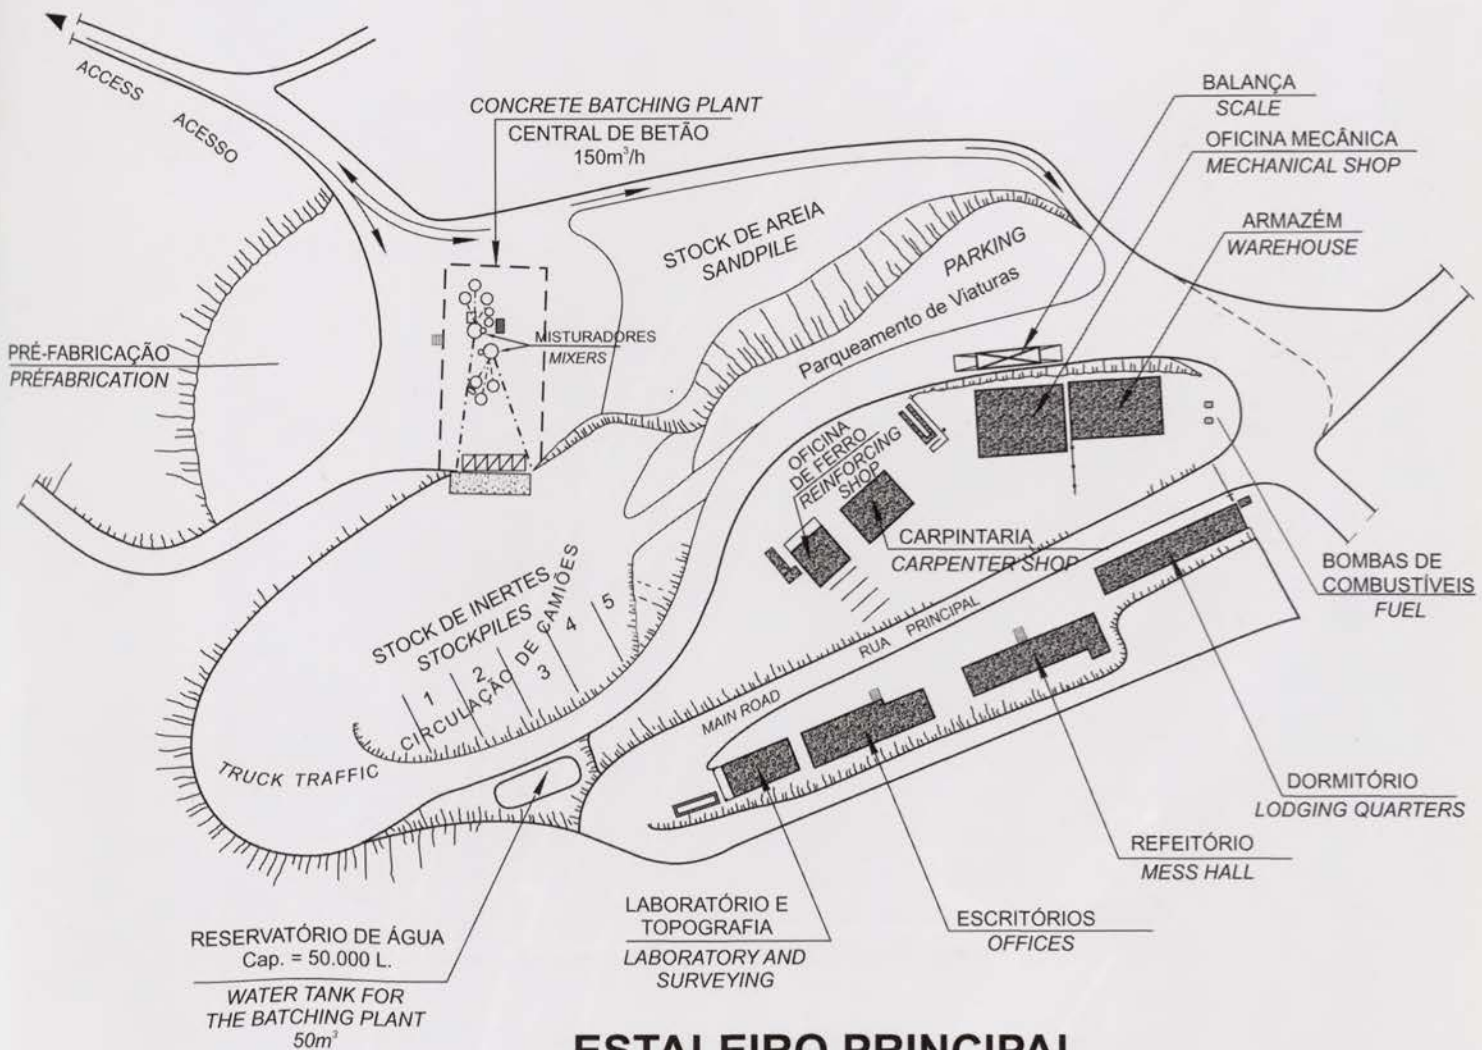 ACCESS
ACESSO
CONCRETE BATCHING PLANT
CENTRAL DE BETÃO
150m³/h
BALANÇA
SCALE
OFICINA MECÂNICA
MECHANICAL SHOP
ARMAZÉM
WAREHOUSE
STOCK DE AREIA
SANDPILE
PARKING
Parqueamento de Viaturas
MISTURADORES
MIXERS
PRÉ-FABRICAÇÃO
PRÉFABRICATION
OFICINA
DE FERRO
REINFORCING
SHOP
CARPINTARIA
CARPENTER SHOP
BOMBAS DE
COMBUSTÍVEIS
FUEL
STOCK DE INERTES
STOCKPILES
1
2
3
4
5
CIRCULAÇÃO DE CAMIÕES
TRUCK TRAFFIC
RUA PRINCIPAL
MAIN ROAD
DORMITÓRIO
LODGING QUARTERS
REFEITÓRIO
MESS HALL
ESCRITÓRIOS
OFFICES
LABORATÓRIO E
TOPOGRAFIA
LABORATORY AND
SURVEYING
RESERVATÓRIO DE ÁGUA
Cap. = 50.000 L.
WATER TANK FOR
THE BATCHING PLANT
50m³
ESTALEIRO PRINCIPAL